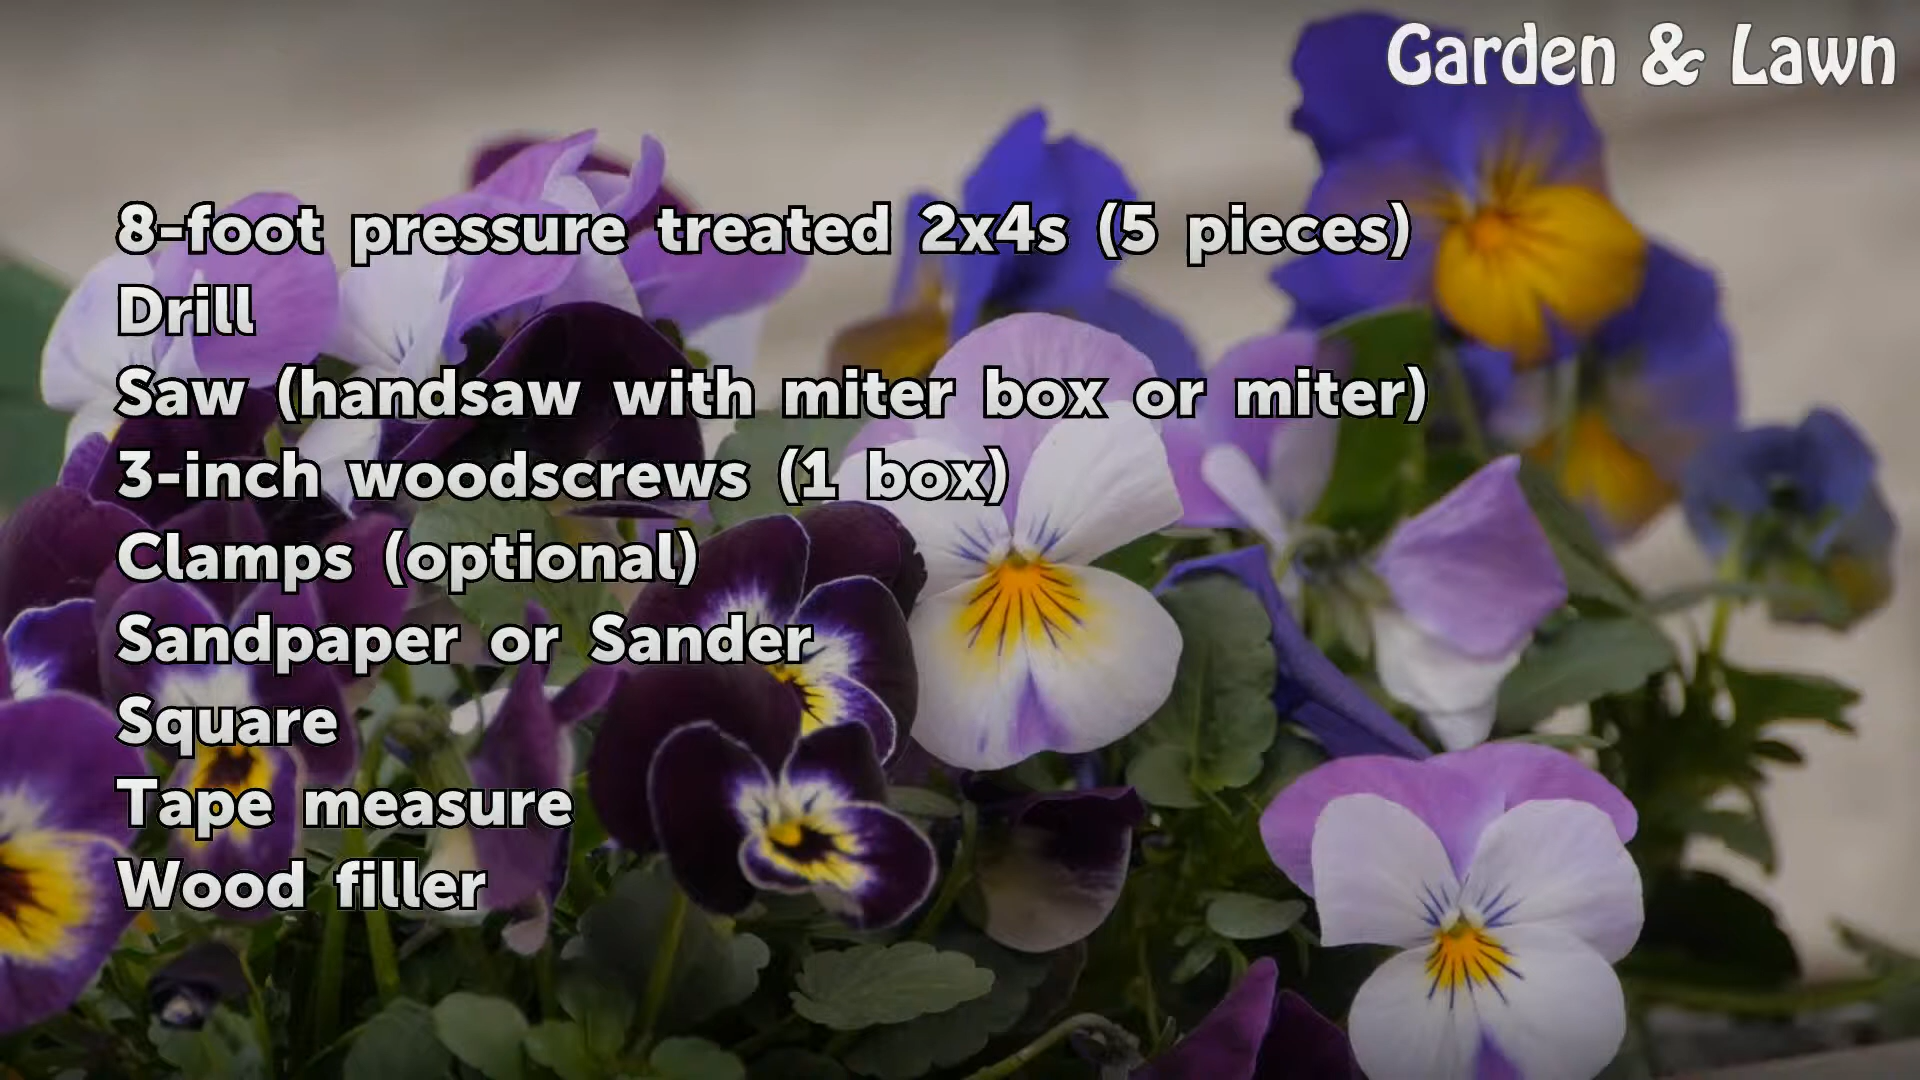 Garden & Lawn
8-foot pressure treated 2x4s (5 pieces)
Drill
Saw (handsaw with miter box or miter)
3-inch woodscrews (1 box)
Clamps (optional)
Sandpaper or Sander
Square
Tape measure
Wood filler